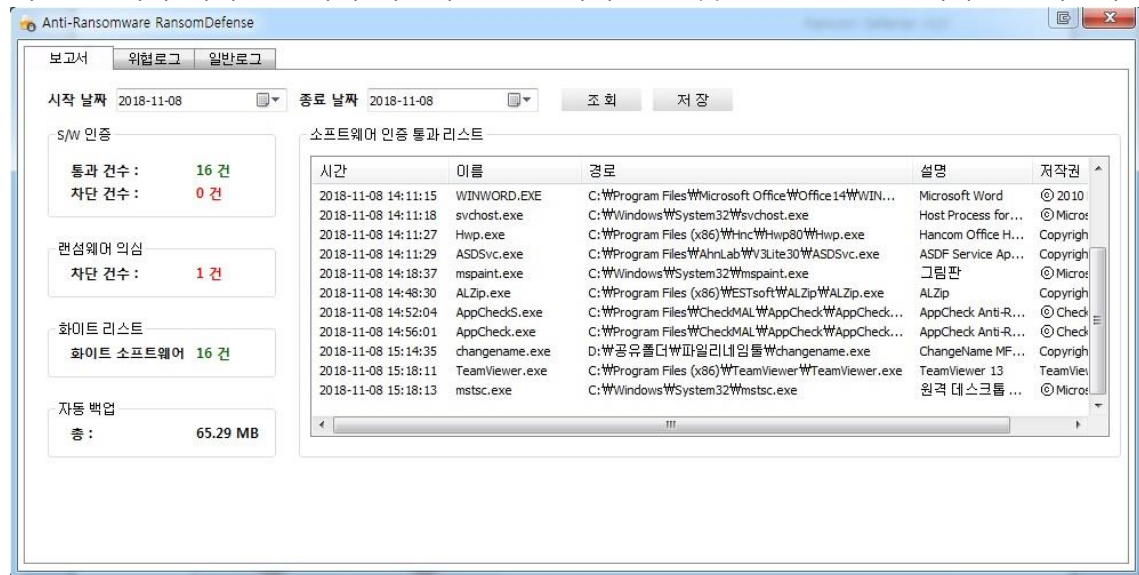 Anti-Ransomware RansomDefense
보고서 위협로그 일반로그
시작 날짜 2018-11-08 종료 날짜 2018-11-08 조 회 저 장
S/W 인증
통과 건수 : 16 건
차단 건수 : 0 건
랜섬웨어 의심
차단 건수 : 1 건
화이트 리스트
화이트 소프트웨어 16 건
자동 백업
총 : 65.29 MB
소프트웨어 인증 통과 리스트
시간 이름 경로 설명 저작권
2018-11-08 14:11:15 WINWORD.EXE C:₩Program Files₩Microsoft Office₩Office14₩WIN... Microsoft Word © 2010
2018-11-08 14:11:18 svchost.exe C:₩Windows₩System32₩svchost.exe Host Process for... © Micros
2018-11-08 14:11:27 Hwp.exe C:₩Program Files (x86)₩Hnc₩Hwp80₩Hwp.exe Hancom Office H... Copyrigh
2018-11-08 14:11:29 ASDSvc.exe C:₩Program Files₩AhnLab₩V3Lite30₩ASDSvc.exe ASDF Service Ap... Copyrigh
2018-11-08 14:18:37 mspaint.exe C:₩Windows₩System32₩mspaint.exe 그림판 © Micros
2018-11-08 14:48:30 ALZip.exe C:₩Program Files (x86)₩ESTsoft₩ALZip₩ALZip.exe ALZip Copyrigh
2018-11-08 14:52:04 AppCheckS.exe C:₩Program Files₩CheckMAL₩AppCheck₩AppCheck... AppCheck Anti-R... © Check
2018-11-08 14:56:01 AppCheck.exe C:₩Program Files₩CheckMAL₩AppCheck₩AppCheck... AppCheck Anti-R... © Check
2018-11-08 15:14:35 changename.exe D:₩공유폴더₩파일리네임툴₩changename.exe ChangeName MF... Copyrigh
2018-11-08 15:18:11 TeamViewer.exe C:₩Program Files (x86)₩TeamViewer₩TeamViewer.exe TeamViewer 13 TeamView
2018-11-08 15:18:13 mstsc.exe C:₩Windows₩System32₩mstsc.exe 원격 데스크톱 ... © Micros